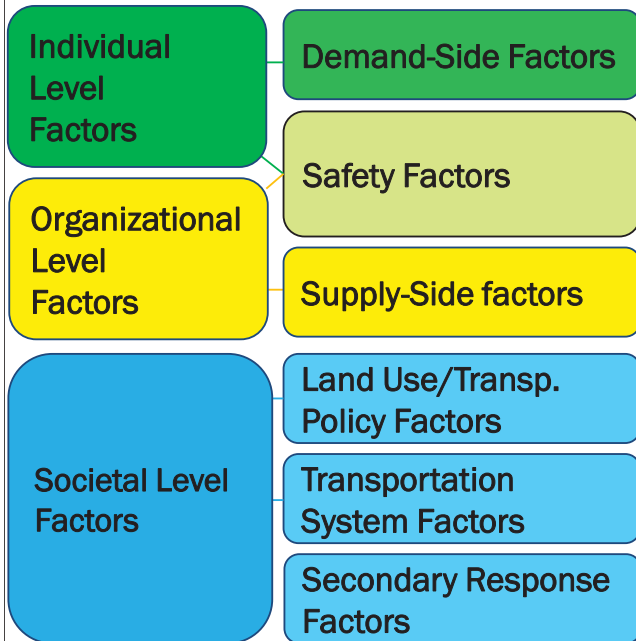 Individual
Level
Factors
Demand-Side Factors
Safety Factors
Organizational
Level
Factors
Supply-Side factors
Societal Level
Factors
Land Use/Transp.
Policy Factors
Transportation
System Factors
Secondary Response
Factors